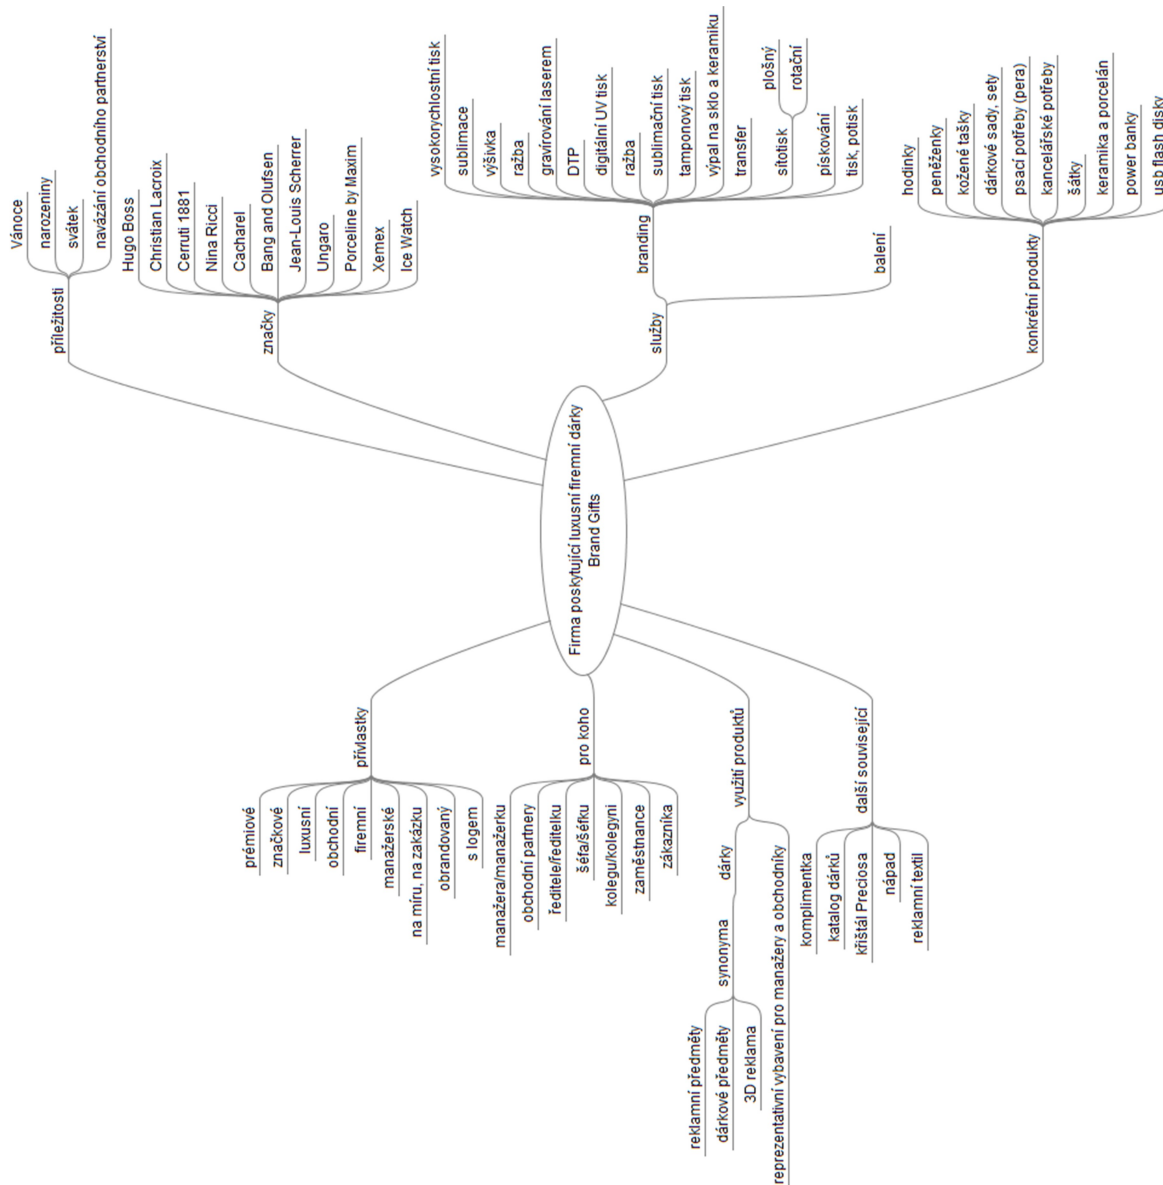 Firma poskytující luxusní firemní dárky
Brand Gifts
příležitosti
Vánoce
narozeniny
svátek
navázání obchodního partnerství
značky
Hugo Boss
Christian Lacroix
Cerruti 1881
Nina Ricci
Cacharel
Bang and Olufsen
Jean-Louis Scherrer
Ungaro
Porceline by Maxim
Xemex
Ice Watch
služby
branding
vysokorychlostní tisk
sublimace
výšivka
ražba
gravírování laserem
DTP
digitální UV tisk
ražba
sublimační tisk
tamponový tisk
výpal na sklo a keramiku
transfer
sítotisk
plošný
rotační
pískování
tisk, potisk
balení
konkrétní produkty
hodinky
peněženky
kožené tašky
dárkové sady, sety
psací potřeby (pera)
kancelářské potřeby
šátky
keramika a porcelán
power banky
usb flash disky
přívlastky
prémiové
značkové
luxusní
obchodní
firemní
manažerské
na míru, na zakázku
obrandovaný
s logem
pro koho
manažera/manažerku
obchodní partnery
ředitele/ředitelku
šéfa/šéfku
kolegu/kolegyni
zaměstnance
zákazníka
využití produktů
dárky
synonyma
reklamní předměty
dárkové předměty
3D reklama
reprezentativní vybavení pro manažery a obchodníky
další související
komplimentka
katalog dárků
křištál Preciosa
nápad
reklamní textil